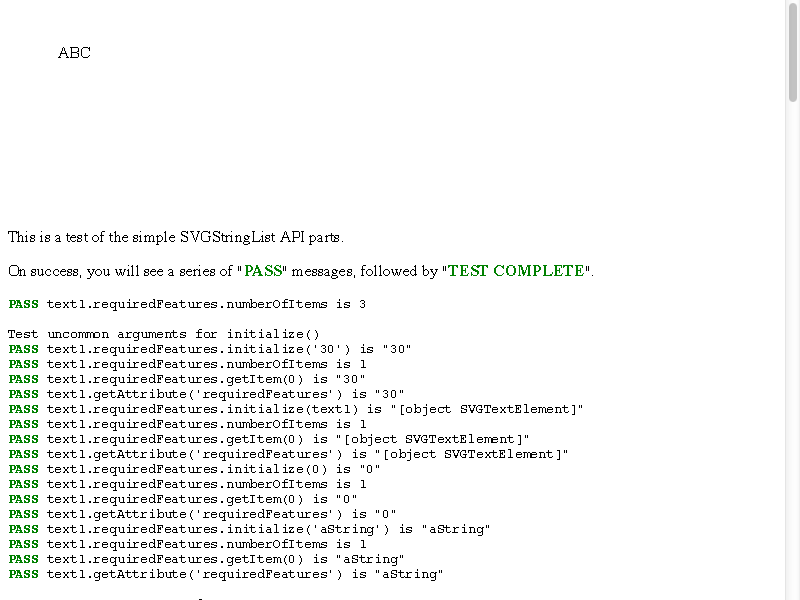 ABC
This is a test of the simple SVGStringList API parts.
On success, you will see a series of "PASS" messages, followed by "TEST COMPLETE".
PASS text1.requiredFeatures.numberOfItems is 3
Test uncommon arguments for initialize()
PASS text1.requiredFeatures.initialize('30') is "30"
PASS text1.requiredFeatures.numberOfItems is 1
PASS text1.requiredFeatures.getItem(0) is "30"
PASS text1.getAttribute('requiredFeatures') is "30"
PASS text1.requiredFeatures.initialize(text1) is "[object SVGTextElement]"
PASS text1.requiredFeatures.numberOfItems is 1
PASS text1.requiredFeatures.getItem(0) is "[object SVGTextElement]"
PASS text1.getAttribute('requiredFeatures') is "[object SVGTextElement]"
PASS text1.requiredFeatures.initialize(0) is "0"
PASS text1.requiredFeatures.numberOfItems is 1
PASS text1.requiredFeatures.getItem(0) is "0"
PASS text1.getAttribute('requiredFeatures') is "0"
PASS text1.requiredFeatures.initialize('aString') is "aString"
PASS text1.requiredFeatures.numberOfItems is 1
PASS text1.requiredFeatures.getItem(0) is "aString"
PASS text1.getAttribute('requiredFeatures') is "aString"